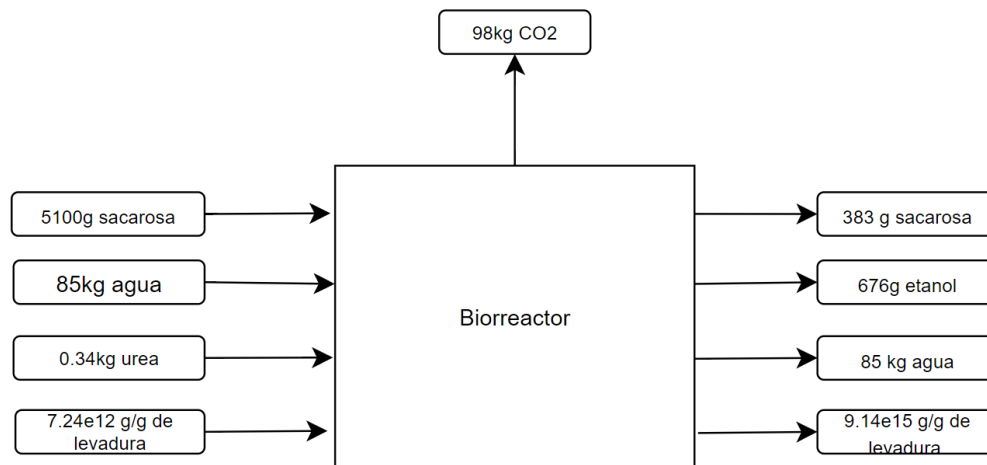 98kg CO2
5100g sacarosa
383 g sacarosa
85kg agua
676g etanol
Biorreactor
0.34kg urea
85 kg agua
7.24e12 g/g de
levadura
9.14e15 g/g de
levadura